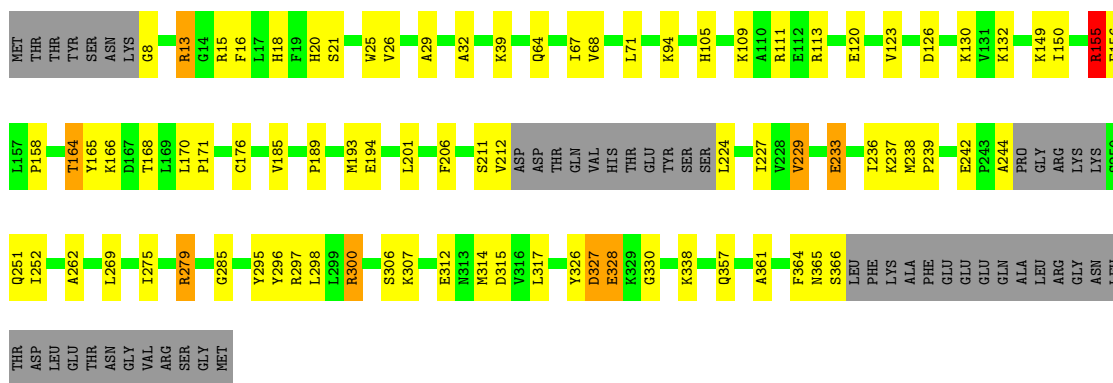 MET THR THR TYR SER ASN LYS G8 R13 G14 R15 F16 L17 H18 F19 H20 S21 W25 V26 A29 A32 K39 Q64 I67 V68 L71 K94 H105 K109 A110 R111 E112 R113 E120 V123 D126 K130 V131 K132 K149 I150 R155
L157 P158 T164 Y165 K166 D167 T168 L169 L170 P171 C176 V185 P189 M193 E194 L201 F206 S211 V212 ASP ASP THR GLN VAL HIS THR GLU TYR SER SER L224 I227 V228 V229 E233 I236 K237 M238 P239 E242 P243 A244 PRO GLY ARG LYS LYS
Q251 I252 A262 L269 I275 R279 G285 Y295 Y296 R297 L298 L299 R300 S306 K307 E312 N313 M314 D315 V316 L317 Y326 D327 E328 K329 G330 K338 Q357 A361 F364 N365 S366 LEU PHE LYS ALA PHE GLU GLU GLU GLN ALA LEU ARG GLY ASN
THR ASP LEU GLU THR ASN GLY VAL ARG SER GLY MET